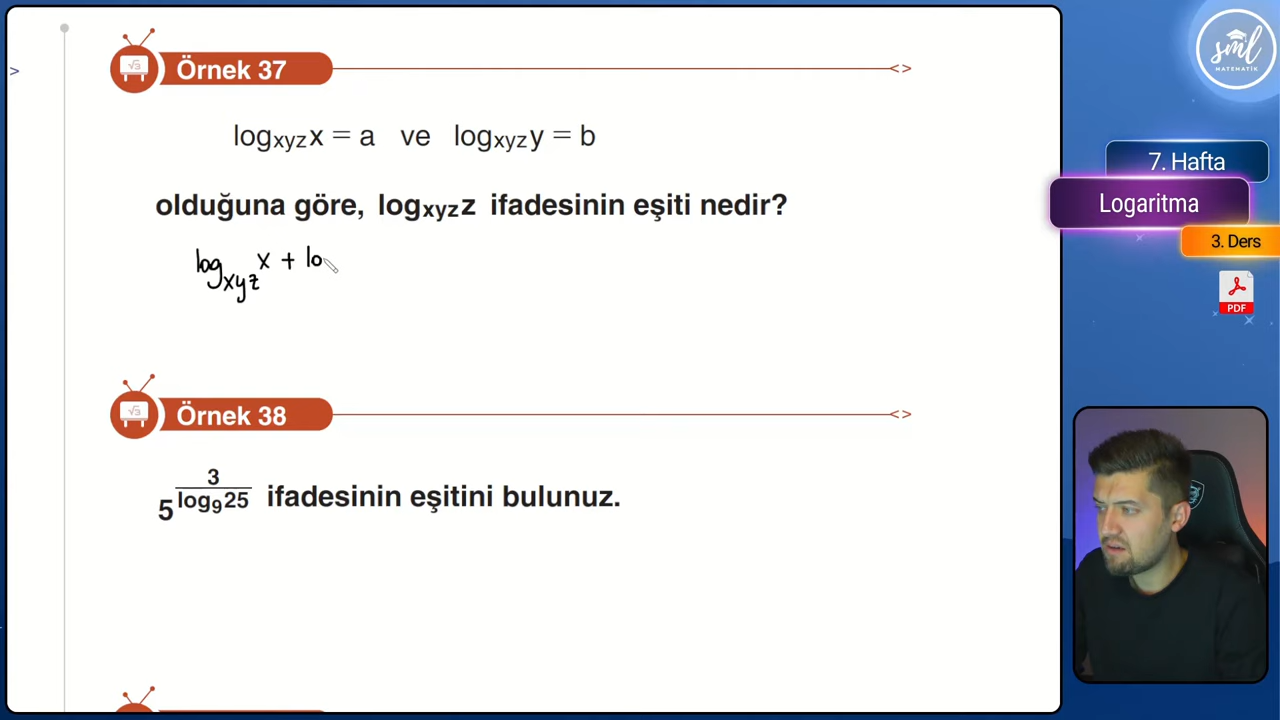 Örnek 37
log_xyz x = a ve log_xyz y = b
olduğuna göre, log_xyz z ifadesinin eşiti nedir?
log_xyz x + lo
Örnek 38
5^(3/log_9 25) ifadesinin eşitini bulunuz.
sml
MATEMATİK
7. Hafta
Logaritma
3. Ders
PDF